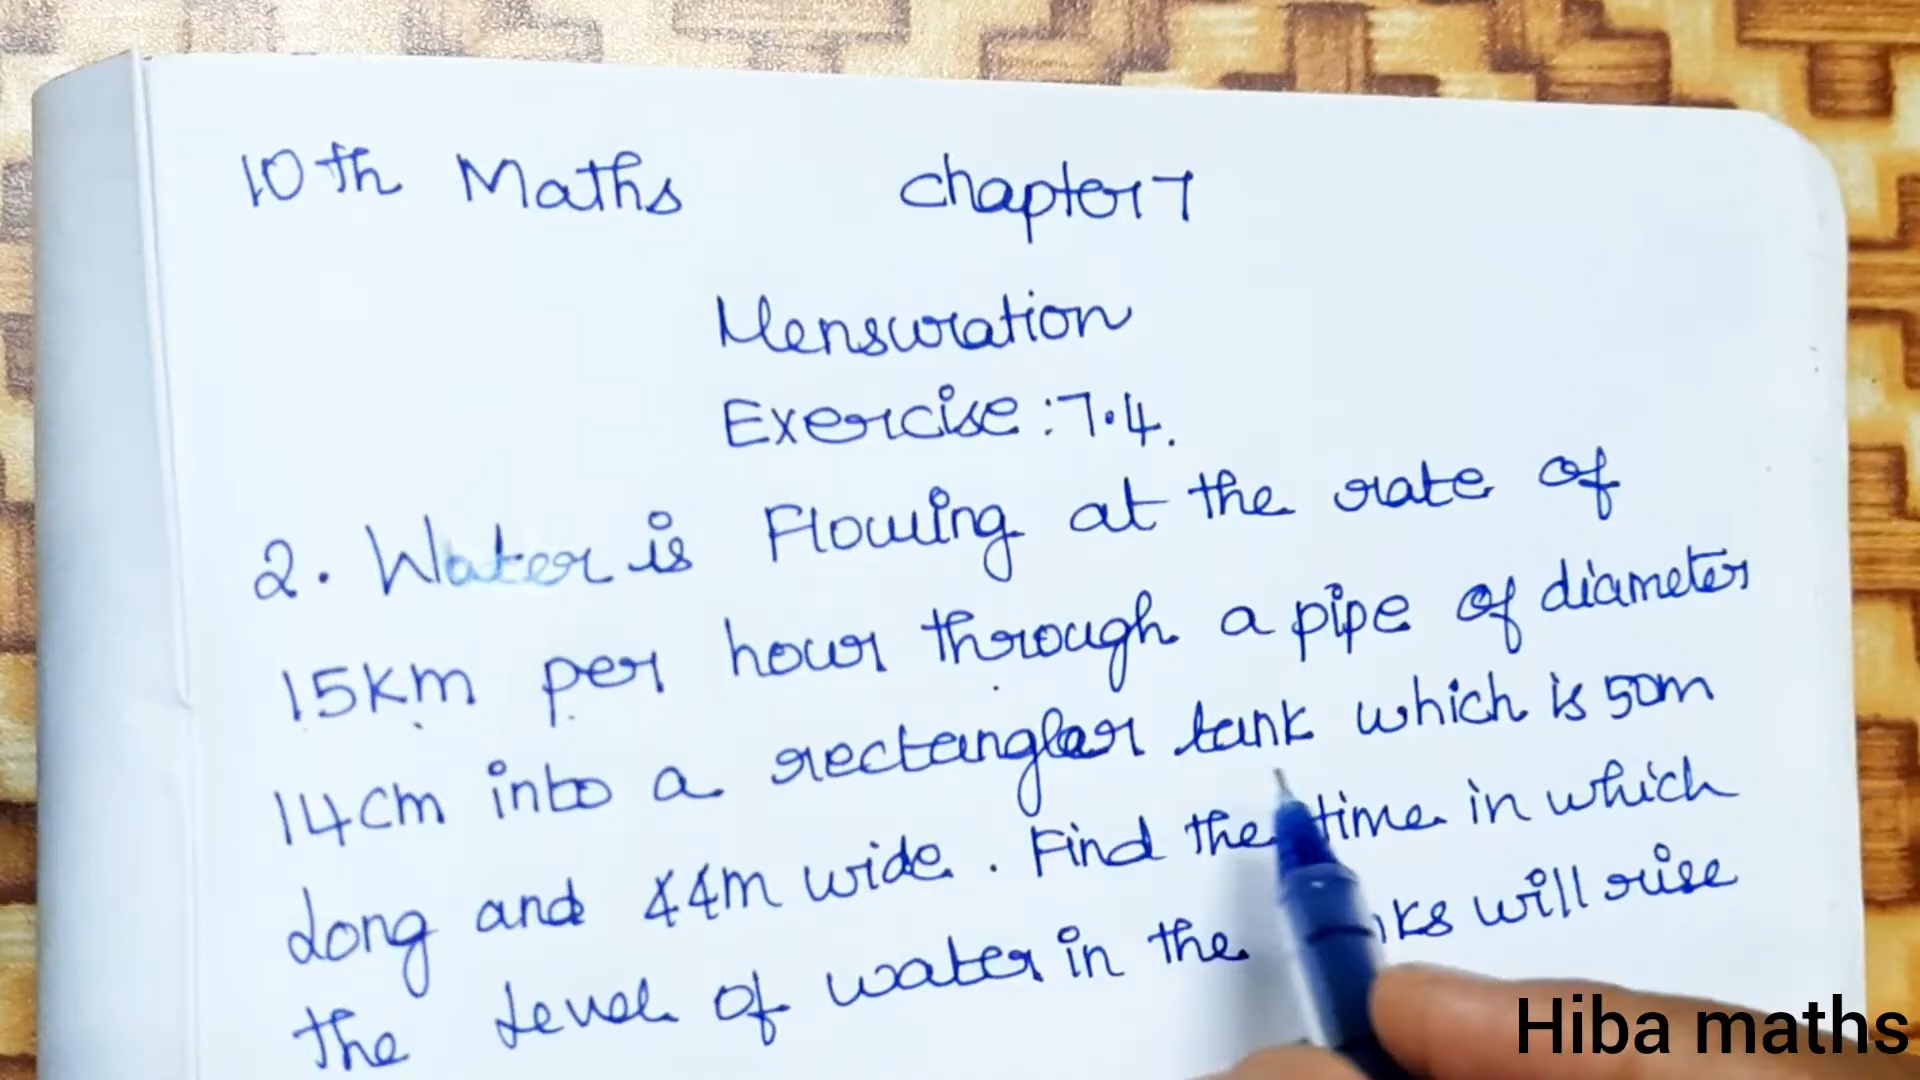 10th Maths chapter 7
Mensuration
Exercise : 7.4.
2. Water is Flowing at the rate of
15km per hour through a pipe of diameter
14cm into a rectanglar tank which is 50m
long and 44m wide. Find the time in which
the level of water in the will rise
Hiba maths